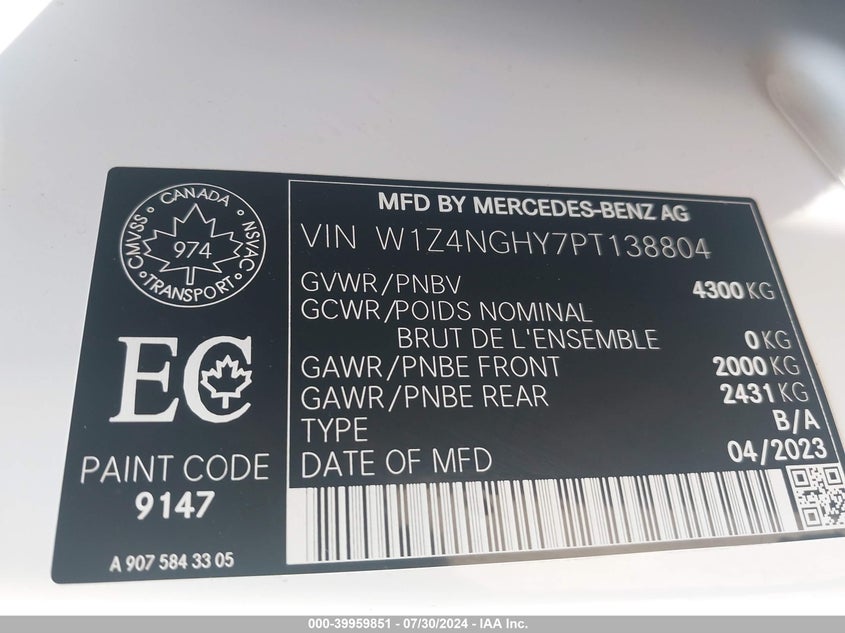 CANADA
CMVSS
NSVAC
974
TRANSPORT
EC
PAINT CODE
9147
A 907 584 33 05
MFD BY MERCEDES-BENZ AG
VIN W1Z4NGHY7PT138804
GVWR/PNBV 4300 KG
GCWR/POIDS NOMINAL
BRUT DE L'ENSEMBLE 0 KG
GAWR/PNBE FRONT 2000 KG
GAWR/PNBE REAR 2431 KG
TYPE B/A
DATE OF MFD 04/2023
000-39959851 - 07/30/2024 - IAA Inc.